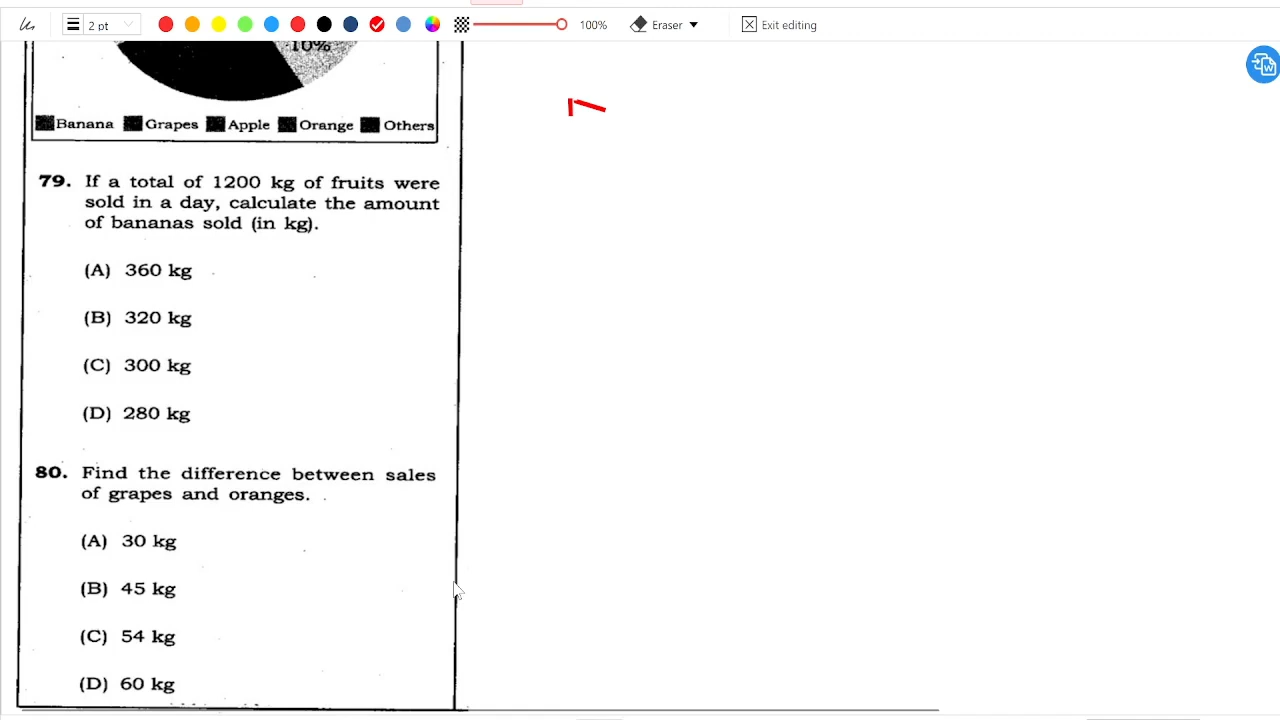 2 pt
100%
Eraser
Exit editing
10%
Banana Grapes Apple Orange Others
79. If a total of 1200 kg of fruits were
sold in a day, calculate the amount
of bananas sold (in kg).
(A) 360 kg
(B) 320 kg
(C) 300 kg
(D) 280 kg
80. Find the difference between sales
of grapes and oranges.
(A) 30 kg
(B) 45 kg
(C) 54 kg
(D) 60 kg